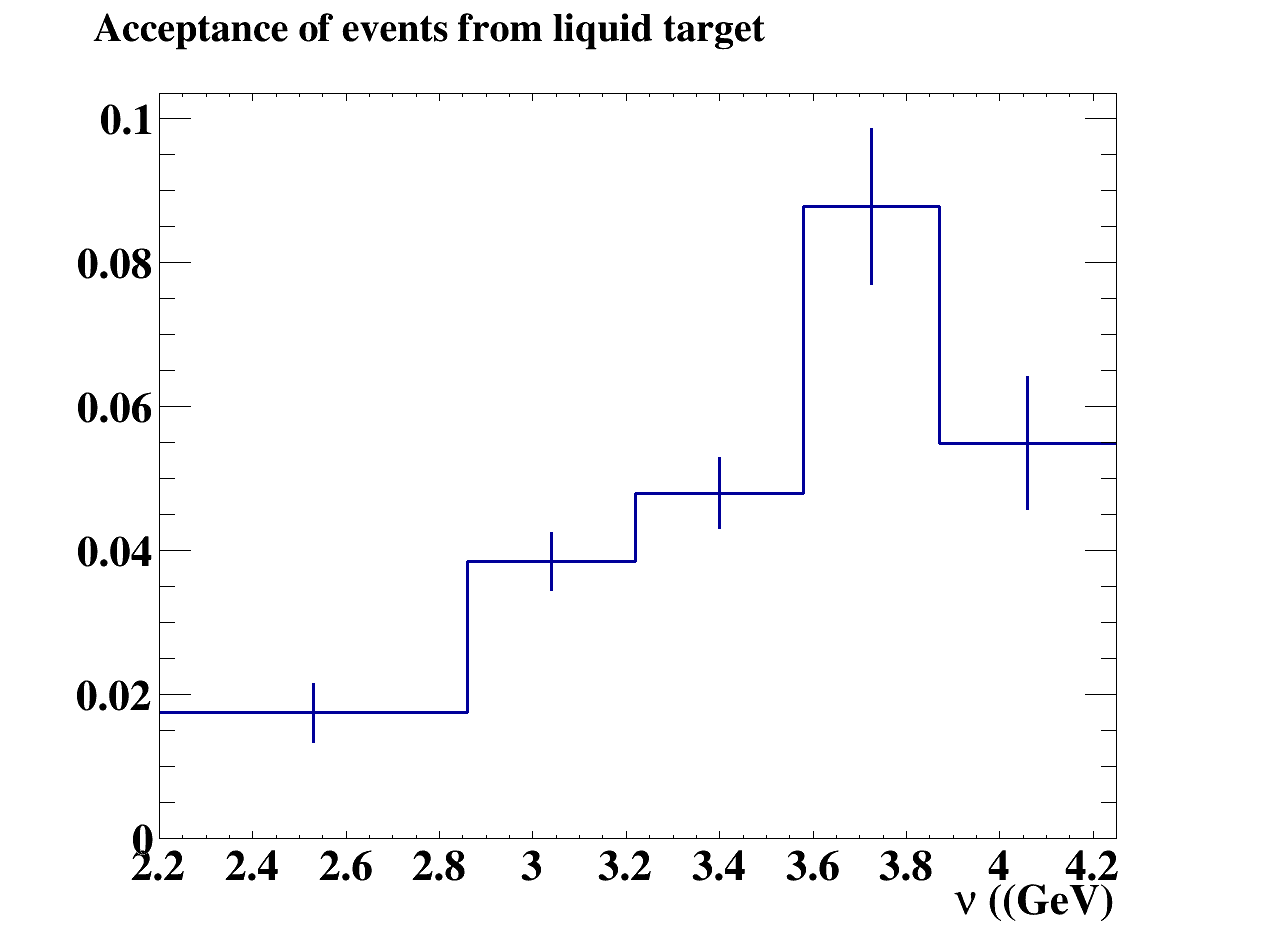 Acceptance of events from liquid target
0.1
0.08
0.06
0.04
0.02
0
2.2 2.4 2.6 2.8 3 3.2 3.4 3.6 3.8 4 4.2
ν ((GeV)